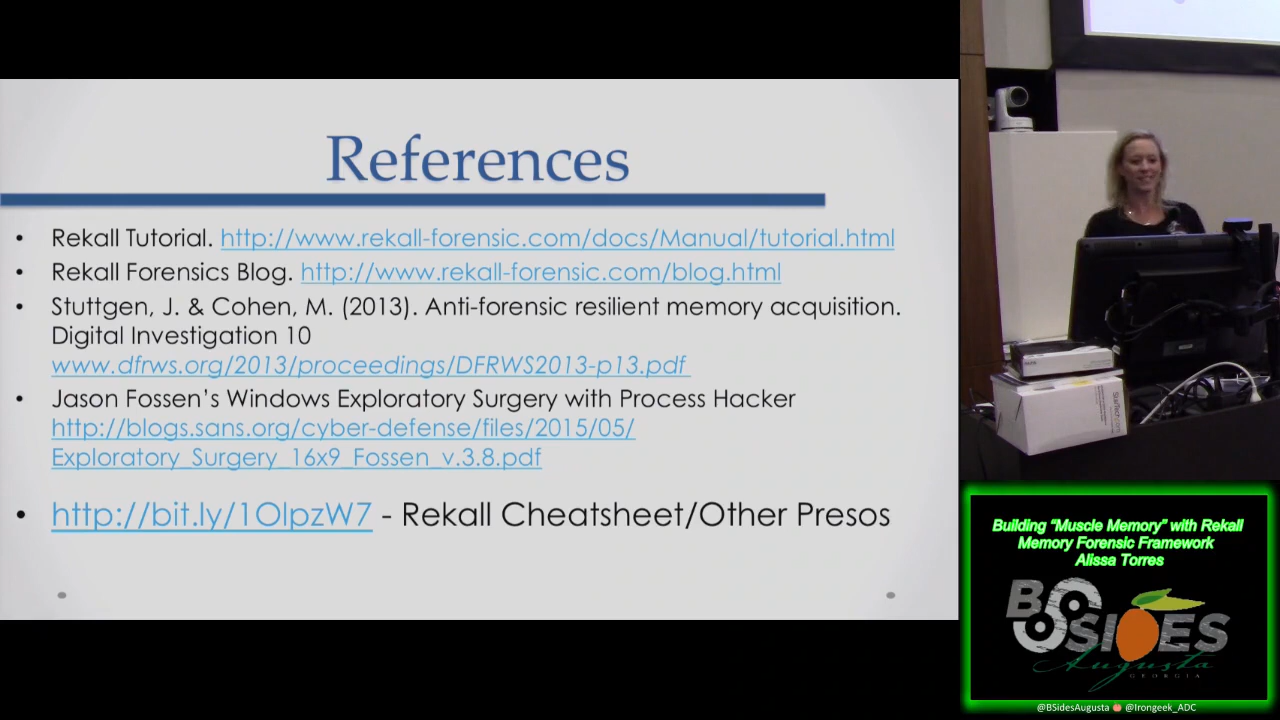 References
• Rekall Tutorial. http://www.rekall-forensic.com/docs/Manual/tutorial.html
• Rekall Forensics Blog. http://www.rekall-forensic.com/blog.html
• Stuttgen, J. & Cohen, M. (2013). Anti-forensic resilient memory acquisition.
Digital Investigation 10
www.dfrws.org/2013/proceedings/DFRWS2013-p13.pdf
• Jason Fossen’s Windows Exploratory Surgery with Process Hacker
http://blogs.sans.org/cyber-defense/files/2015/05/
Exploratory_Surgery_16x9_Fossen_v.3.8.pdf
• http://bit.ly/1OlpzW7 - Rekall Cheatsheet/Other Presos
StarTech.com
Building “Muscle Memory” with Rekall
Memory Forensic Framework
Alissa Torres
BSIDES
Augusta
GEORGIA
@BSidesAugusta @Irongeek_ADC